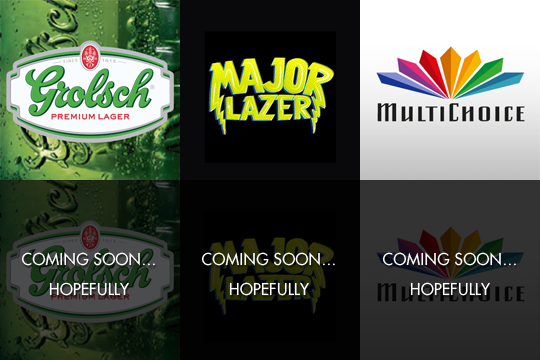 SINCE 1615
Grolsch
PREMIUM LAGER
MAJOR
LAZER
MULTICHOICE
COMING SOON...
HOPEFULLY
COMING SOON...
HOPEFULLY
COMING SOON...
HOPEFULLY
Grolsch
PREMIUM LAGER
MAJOR
LAZER
MULTICHOICE